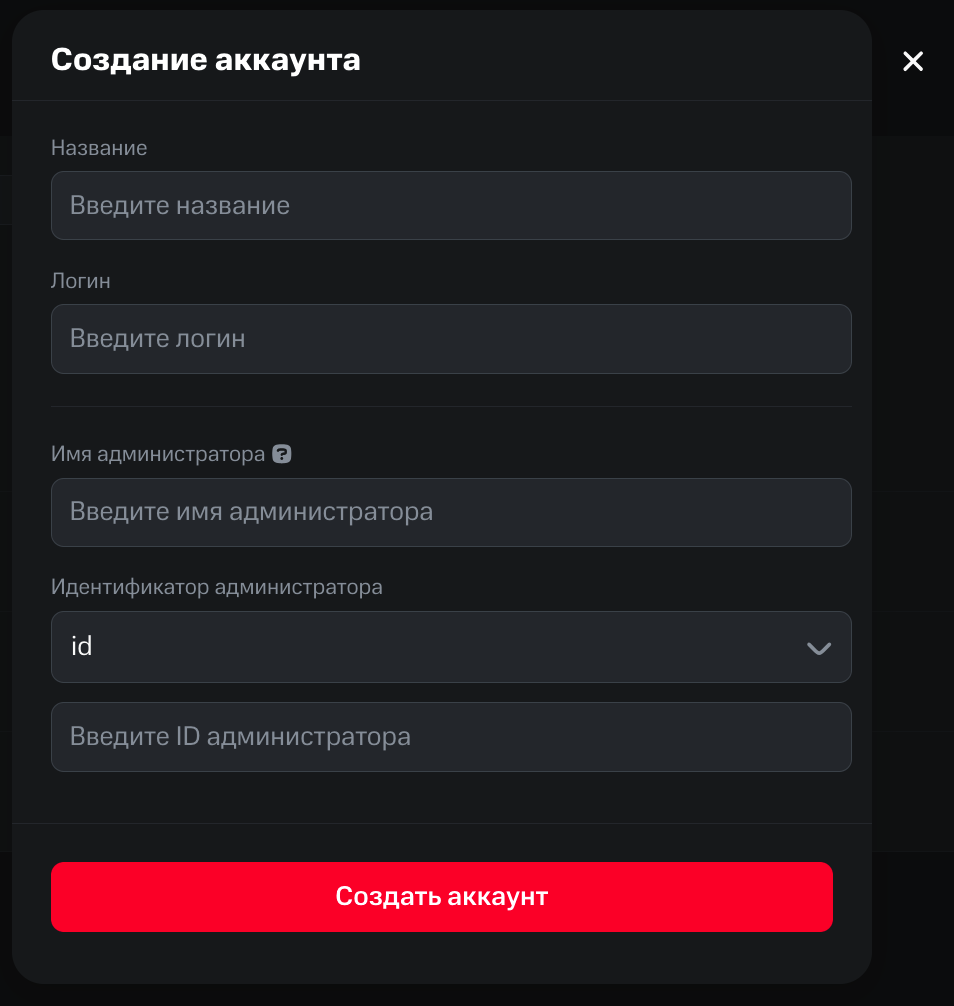 Создание аккаунта
Название
Введите название
Логин
Введите логин
Имя администратора ?
Введите имя администратора
Идентификатор администратора
id
Введите ID администратора
Создать аккаунт